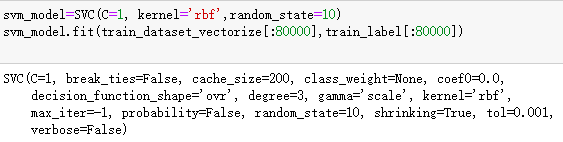 svm_model=SVC(C=1, kernel='rbf',random_state=10)
svm_model.fit(train_dataset_vectorize[:80000],train_label[:80000])
SVC(C=1, break_ties=False, cache_size=200, class_weight=None, coef0=0.0,
decision_function_shape='ovr', degree=3, gamma='scale', kernel='rbf',
max_iter=-1, probability=False, random_state=10, shrinking=True, tol=0.001,
verbose=False)